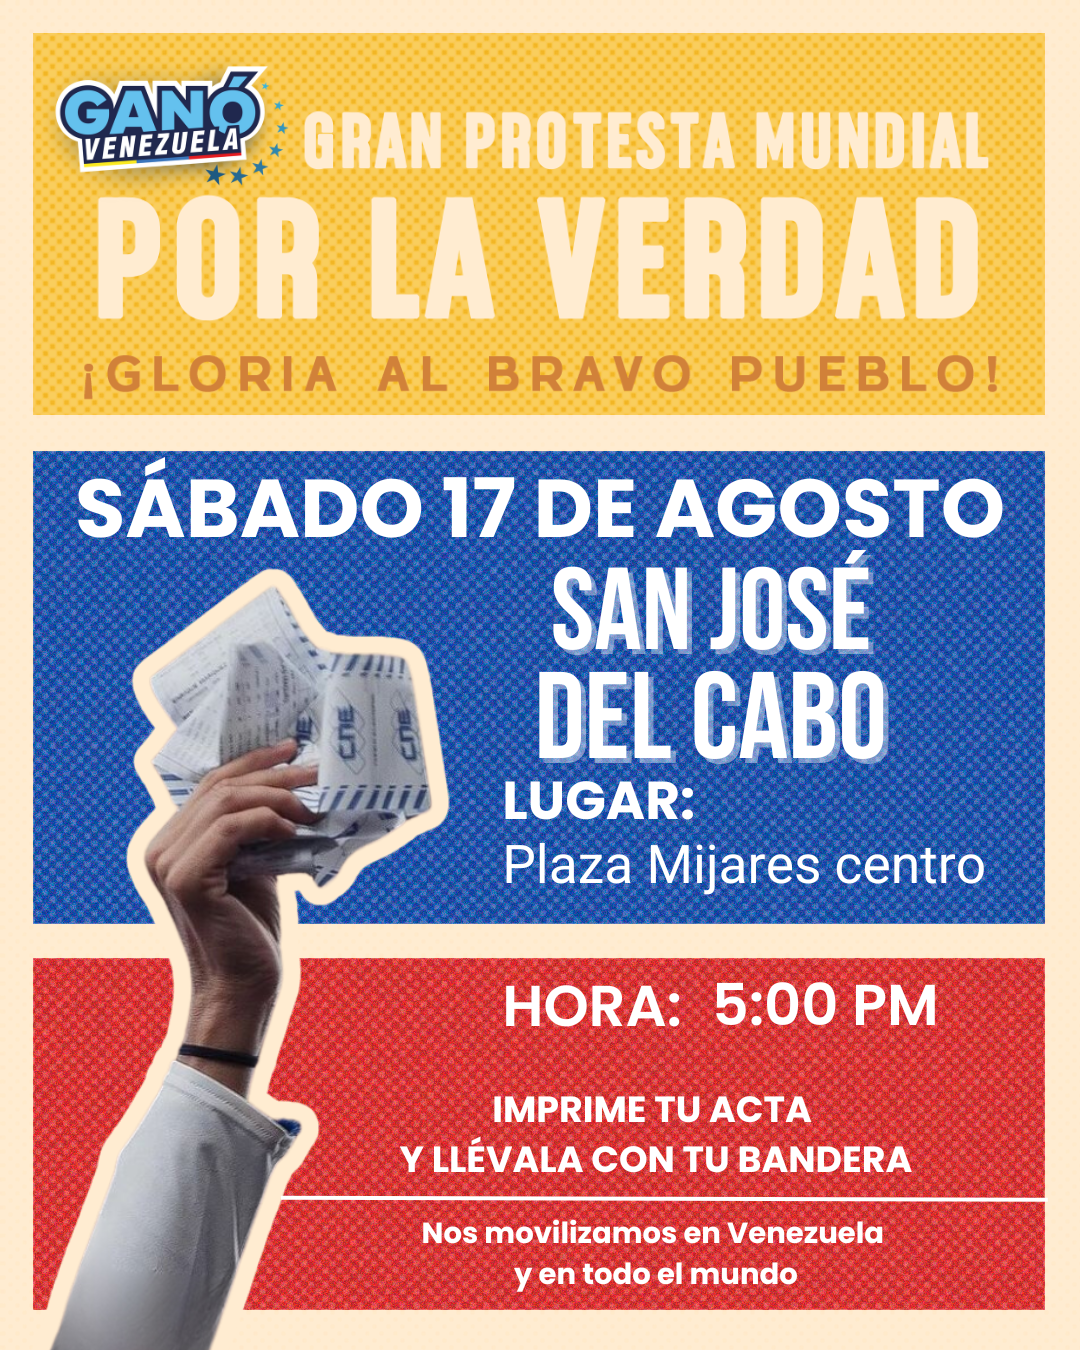 GANÓ
VENEZUELA
GRAN PROTESTA MUNDIAL
POR LA VERDAD
¡GLORIA AL BRAVO PUEBLO!
SÁBADO 17 DE AGOSTO
SAN JOSÉ
DEL CABO
LUGAR:
Plaza Mijares centro
CNE
CNE
HORA: 5:00 PM
IMPRIME TU ACTA
Y LLÉVALA CON TU BANDERA
Nos movilizamos en Venezuela
y en todo el mundo